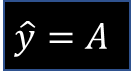 ŷ = A